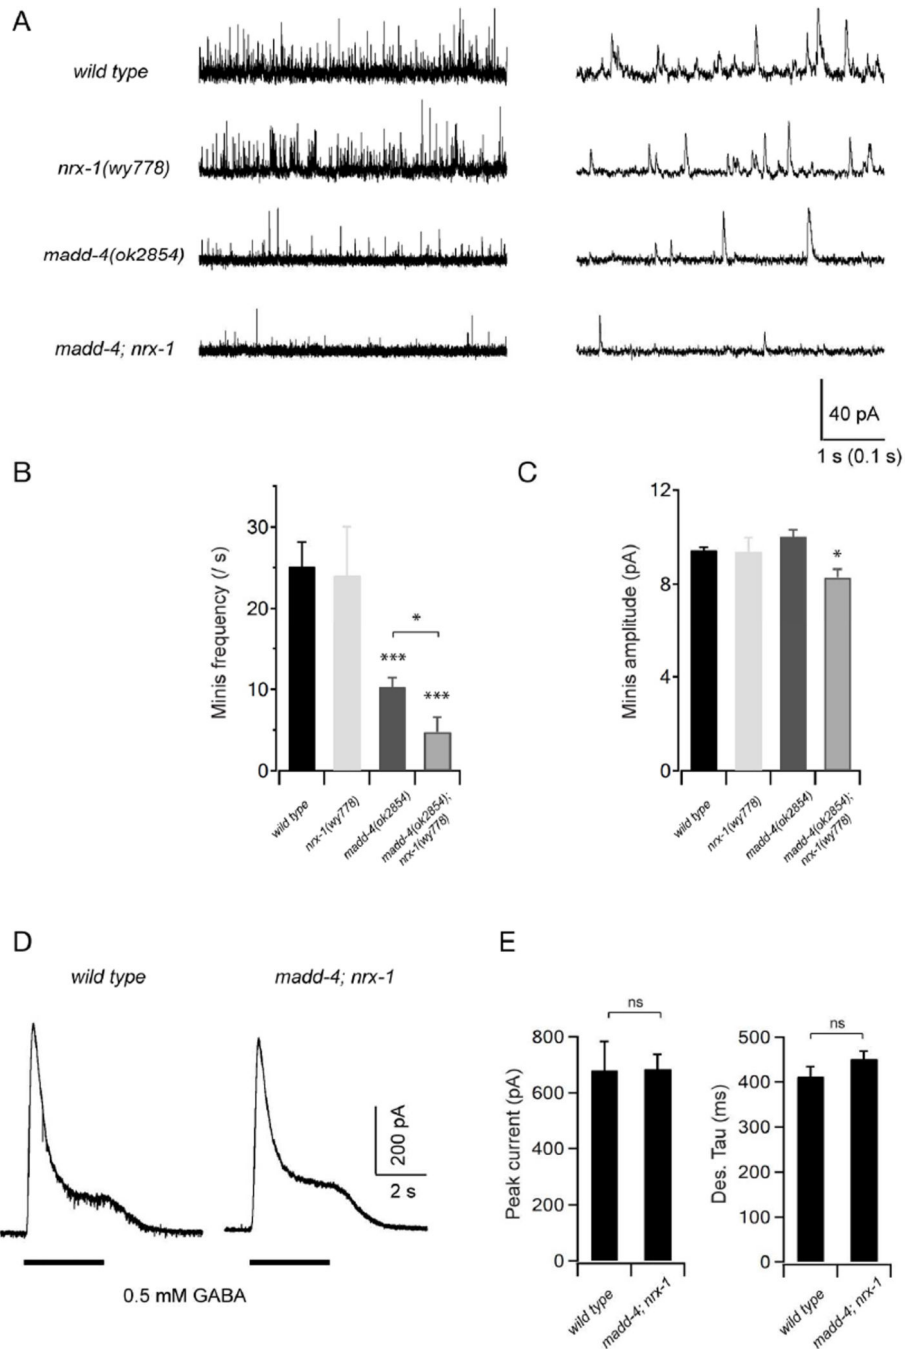 A
wild type
nrx-1(wy778)
madd-4(ok2854)
madd-4; nrx-1
40 pA
1 s (0.1 s)
B
Minis frequency (/ s)
30
20
10
0
*
***
***
wild type
nrx-1(wy778)
madd-4(ok2854)
madd-4(ok2854);
nrx-1(wy778)
C
Minis amplitude (pA)
12
8
4
0
*
wild type
nrx-1(wy778)
madd-4(ok2854)
madd-4(ok2854);
nrx-1(wy778)
D
wild type
madd-4; nrx-1
200 pA
2 s
0.5 mM GABA
E
Peak current (pA)
800
600
400
200
0
ns
wild type
madd-4; nrx-1
Des. Tau (ms)
500
400
300
200
100
0
ns
wild type
madd-4; nrx-1